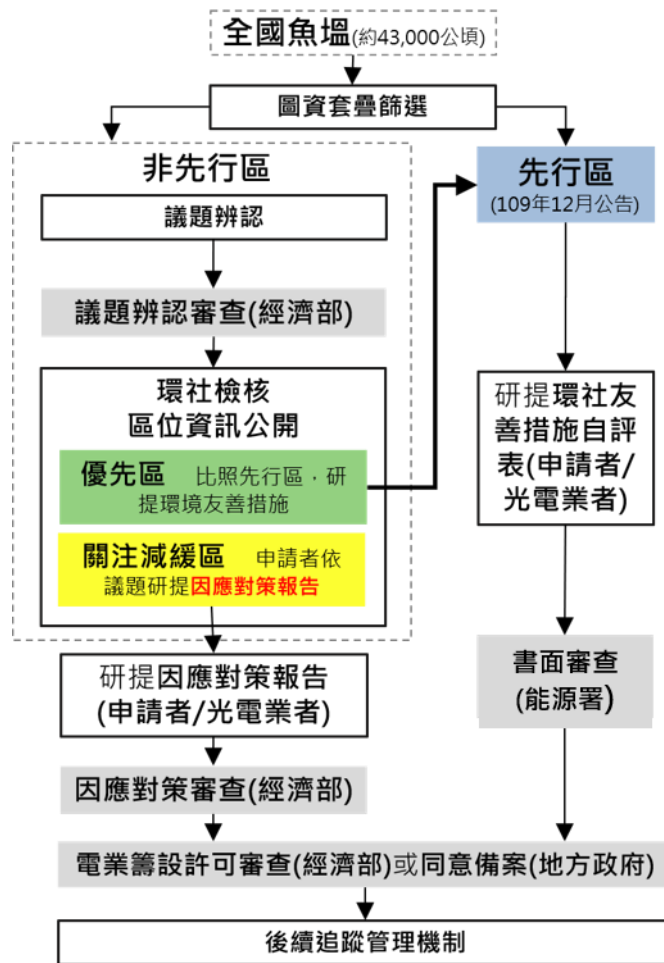 全國魚塭(約43,000公頃)
圖資套疊篩選
非先行區
議題辨認
議題辨認審查(經濟部)
環社檢核
區位資訊公開
優先區 比照先行區，研
提環境友善措施
關注減緩區 申請者依
議題研提因應對策報告
研提因應對策報告
(申請者/光電業者)
因應對策審查(經濟部)
先行區
(109年12月公告)
研提環社友
善措施自評
表(申請者/
光電業者)
書面審查
(能源署)
電業籌設許可審查(經濟部)或同意備案(地方政府)
後續追蹤管理機制